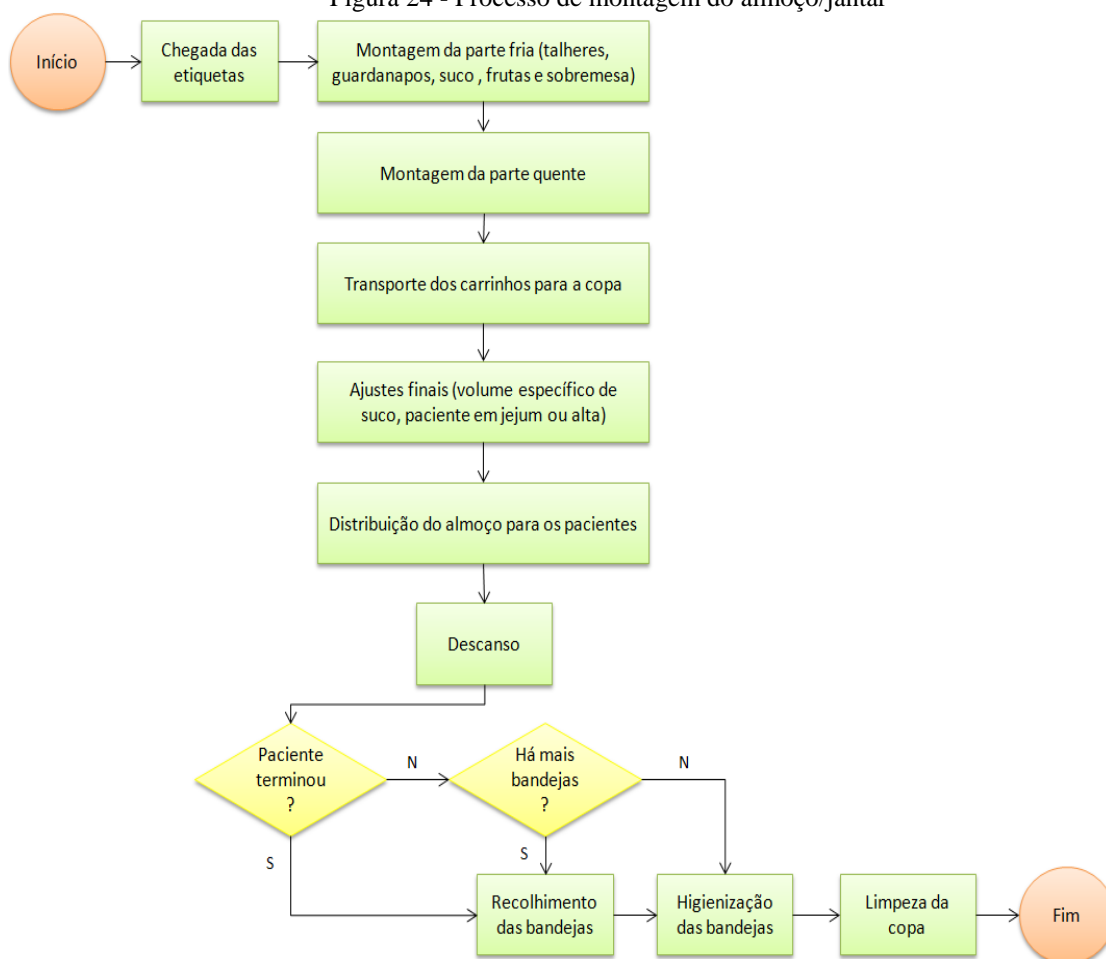 Figura 24 - Processo de montagem do almoço/jantar
Início
Chegada das
etiquetas
Montagem da parte fria (talheres,
guardanapos, suco , frutas e sobremesa)
Montagem da parte quente
Transporte dos carrinhos para a copa
Ajustes finais (volume específico de
suco, paciente em jejum ou alta)
Distribuição do almoço para os pacientes
Descanso
Paciente
terminou
?
N
Há mais
bandejas
?
N
S
S
Recolhimento
das bandejas
Higienização
das bandejas
Limpeza da
copa
Fim